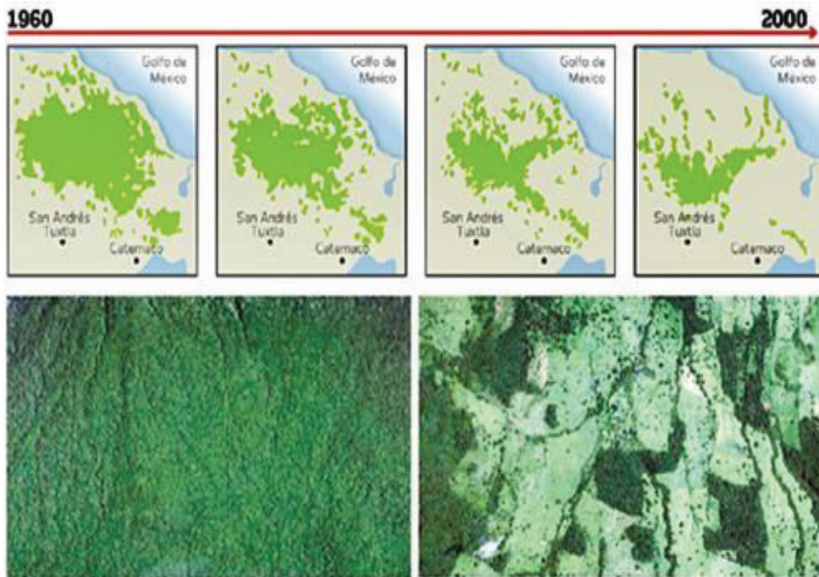 1960
2000
Golfo de
México
San Andrés
Tuxtla
Catemaco
Golfo de
México
San Andrés
Tuxtla
Catemaco
Golfo de
México
San Andrés
Tuxtla
Catemaco
Golfo de
México
San Andrés
Tuxtla
Catemaco